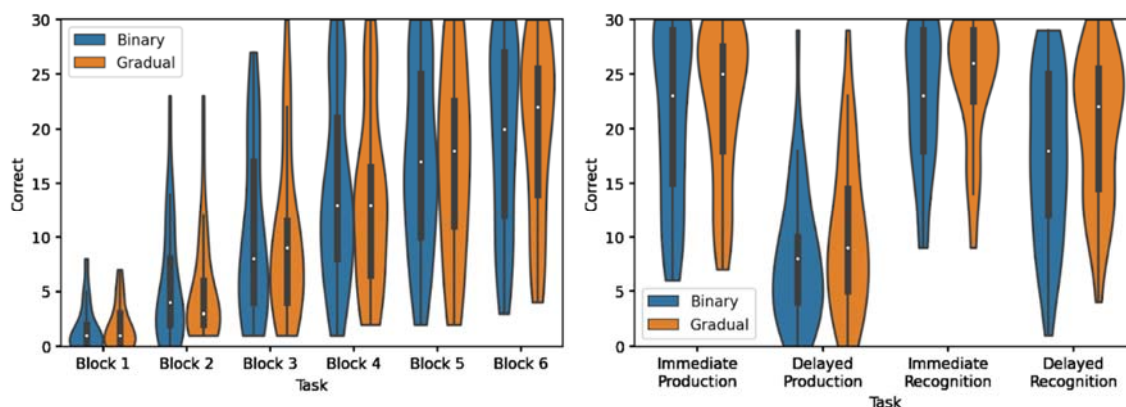 30
25
20
15
10
5
0
Correct
Binary
Gradual
Block 1 Block 2 Block 3 Block 4 Block 5 Block 6
Task
30
25
20
15
10
5
0
Correct
Binary
Gradual
Immediate Delayed Immediate Delayed
Production Production Recognition Recognition
Task